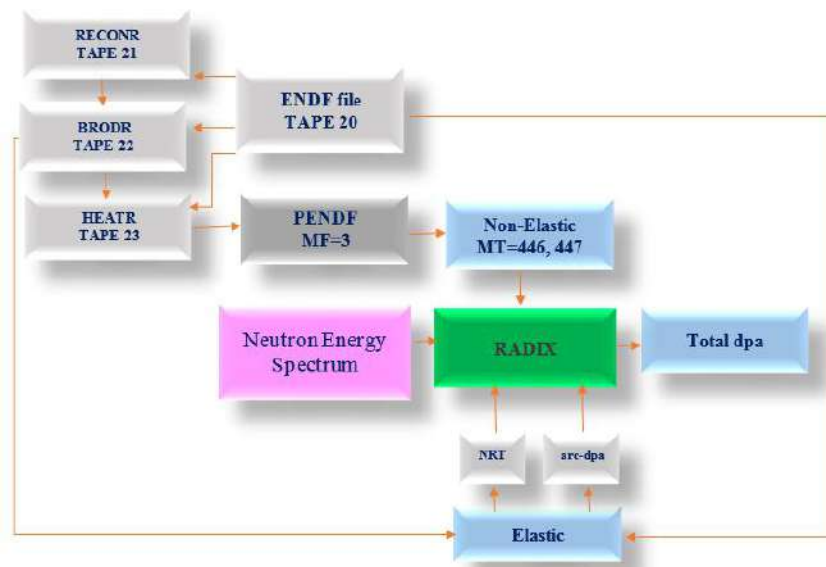 RECONR
TAPE 21
ENDF file
TAPE 20
BRODR
TAPE 22
HEATR
TAPE 23
PENDF
MF=3
Non-Elastic
MT=446, 447
Neutron Energy
Spectrum
RADIX
Total dpa
NRT
arc-dpa
Elastic